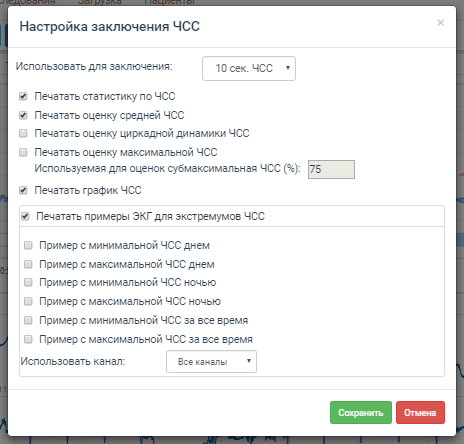 следования Загрузка Пациенты
Настройка заключения ЧСС ×
Использовать для заключения: 10 сек. ЧСС
Печатать статистику по ЧСС
Печатать оценку средней ЧСС
Печатать оценку циркадной динамики ЧСС
Печатать оценку максимальной ЧСС
Используемая для оценок субмаксимальная ЧСС (%): 75
Печатать график ЧСС
Печатать примеры ЭКГ для экстремумов ЧСС
Пример с минимальной ЧСС днем
Пример с максимальной ЧСС днем
Пример с минимальной ЧСС ночью
Пример с максимальной ЧСС ночью
Пример с минимальной ЧСС за все время
Пример с максимальной ЧСС за все время
Использовать канал: Все каналы
Сохранить Отмена